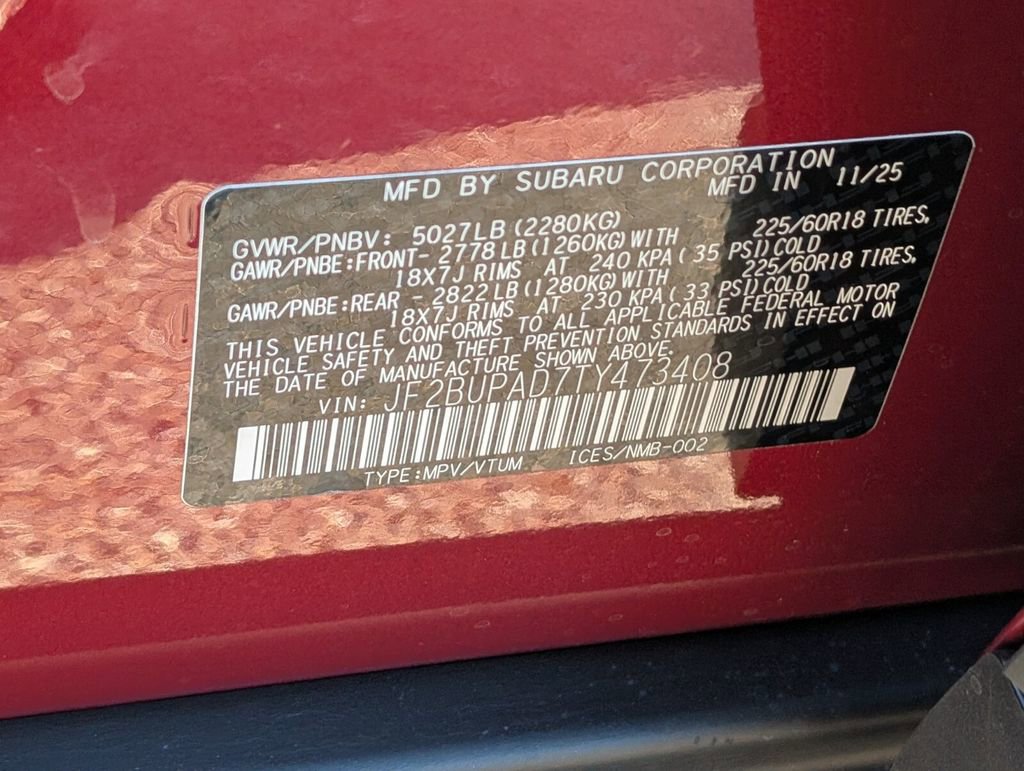 MFD BY SUBARU CORPORATION
MFD IN 11/25
GVWR/PNBV: 5027LB (2280KG)
GAWR/PNBE:FRONT- 2778LB (1260KG) WITH 225/60R18 TIRES,
18X7J RIMS AT 240 KPA (35 PSI) COLD
GAWR/PNBE:REAR - 2822LB (1280KG) WITH 225/60R18 TIRES,
18X7J RIMS AT 230 KPA (33 PSI) COLD
THIS VEHICLE CONFORMS TO ALL APPLICABLE FEDERAL MOTOR
VEHICLE SAFETY AND THEFT PREVENTION STANDARDS IN EFFECT ON
THE DATE OF MANUFACTURE SHOWN ABOVE.
VIN: JF2BUPAD7TY473408
TYPE:MPV/VTUM ICES/NMB-002